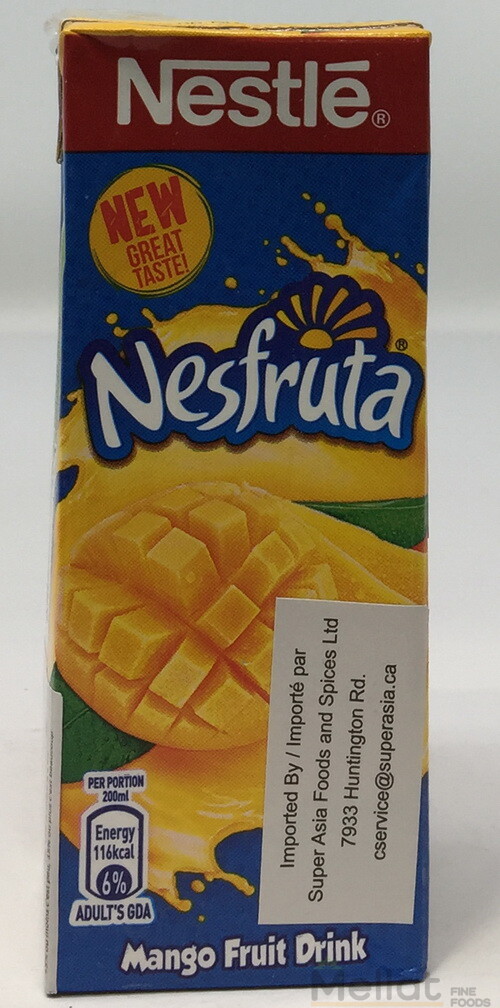 Nestlé®
NEW
GREAT
TASTE!
Nesfruta®
PER PORTION
200ml
Energy
116kcal
6%
ADULT'S GDA
Imported By / Importé par
Super Asia Foods and Spices Ltd
7933 Huntington Rd.
cservice@superasia.ca
Mango Fruit Drink
Mellat FINE
FOODS